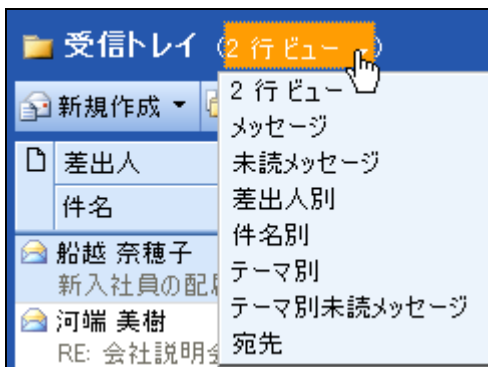 受信トレイ (2 行 ビュー)
新規作成
差出人
件名
船越 奈穂子
新入社員の配
河端 美樹
RE: 会社説明会
2 行 ビュー
メッセージ
未読メッセージ
差出人別
件名別
テーマ別
テーマ別未読メッセージ
宛先